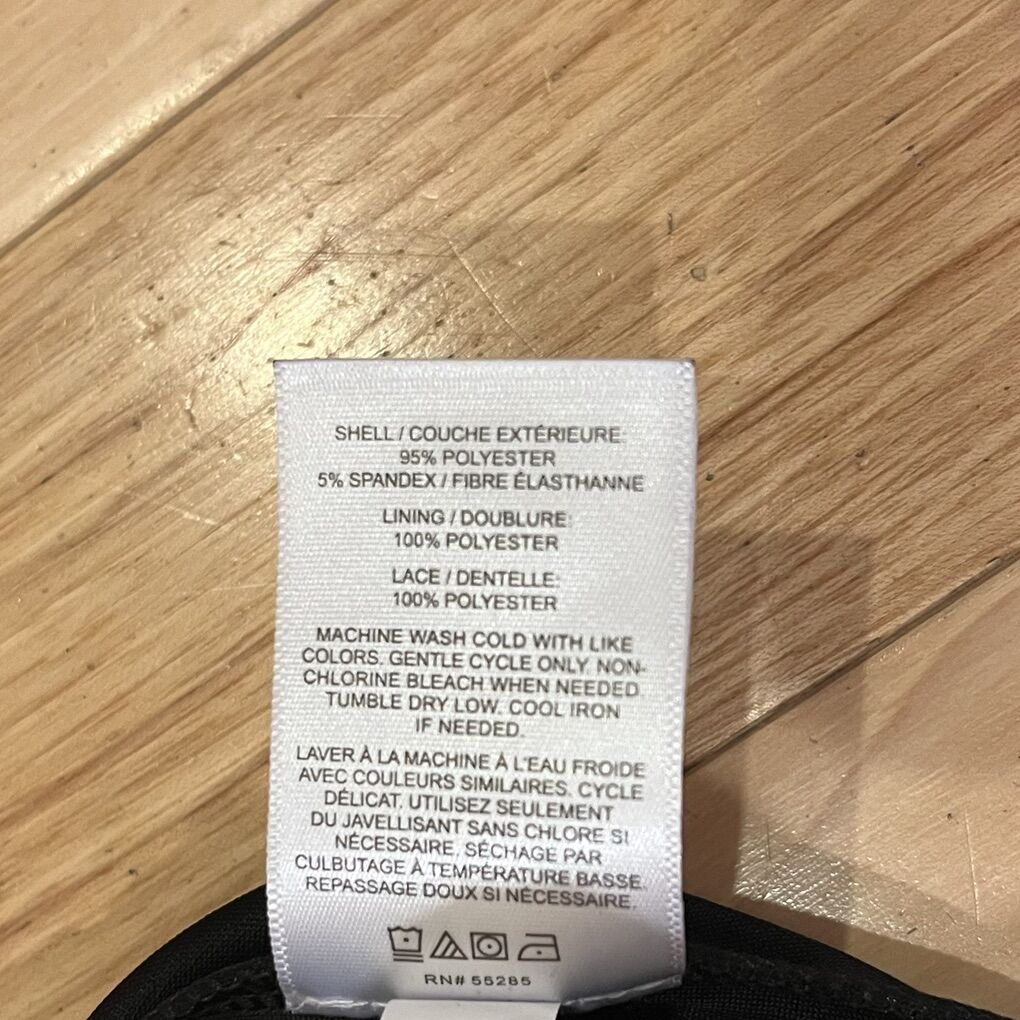 SHELL / COUCHE EXTÉRIEURE:
95% POLYESTER
5% SPANDEX / FIBRE ÉLASTHANNE
LINING / DOUBLURE:
100% POLYESTER
LACE / DENTELLE:
100% POLYESTER
MACHINE WASH COLD WITH LIKE
COLORS. GENTLE CYCLE ONLY. NON-
CHLORINE BLEACH WHEN NEEDED.
TUMBLE DRY LOW. COOL IRON
IF NEEDED.
LAVER À LA MACHINE À L'EAU FROIDE
AVEC COULEURS SIMILAIRES. CYCLE
DÉLICAT. UTILISEZ SEULEMENT
DU JAVELLISANT SANS CHLORE SI
NÉCESSAIRE. SÉCHAGE PAR
CULBUTAGE À TEMPÉRATURE BASSE.
REPASSAGE DOUX SI NÉCESSAIRE.
RN# 55285